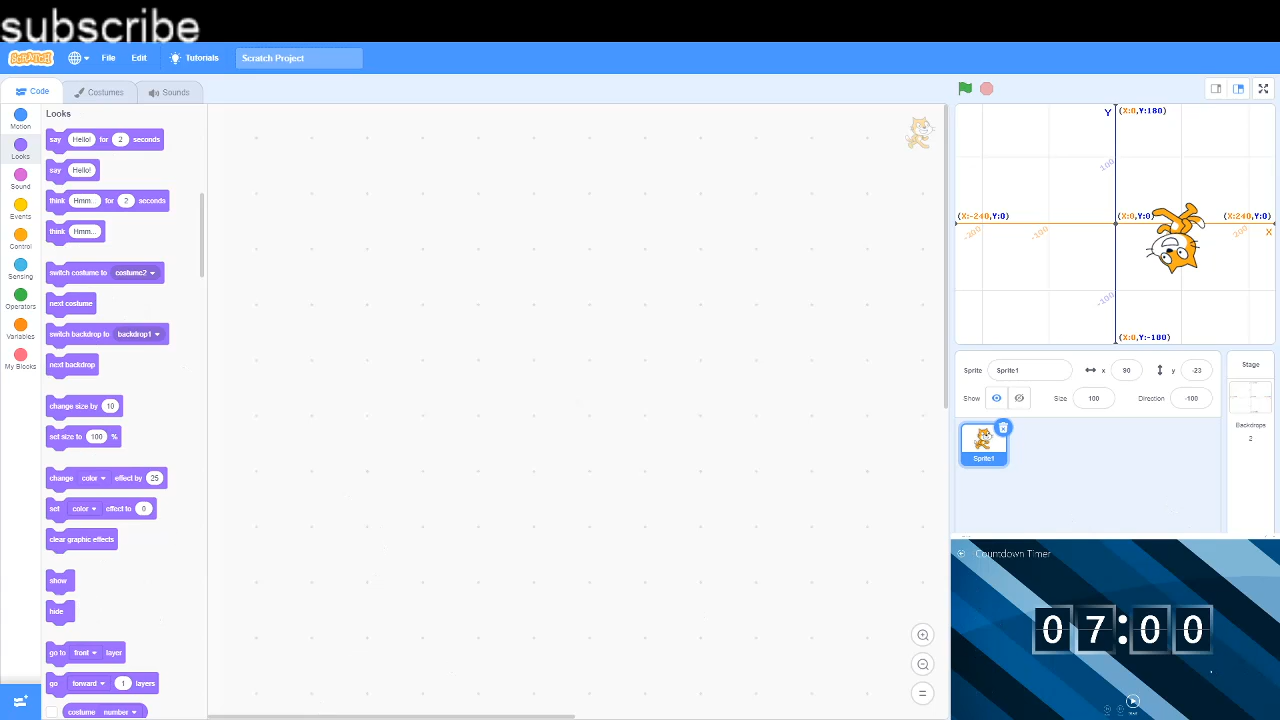 subscribe
SCRATCH
File
Edit
Tutorials
Scratch Project
Code
Costumes
Sounds
Motion
Looks
Sound
Events
Control
Sensing
Operators
Variables
My Blocks
Looks
say Hello! for 2 seconds
say Hello!
think Hmm... for 2 seconds
think Hmm...
switch costume to costume2
next costume
switch backdrop to backdrop1
next backdrop
change size by 10
set size to 100 %
change color effect by 25
set color effect to 0
clear graphic effects
show
hide
go to front layer
go forward 1 layers
costume number
Y
(X:0,Y:180)
100
(X:-240,Y:0)
(X:0,Y:0)
(X:240,Y:0)
-200
-100
200
X
-100
(X:0,Y:-180)
Sprite
Sprite1
x
90
y
-23
Show
Size
100
Direction
-100
Sprite1
Stage
Backdrops
2
Countdown Timer
07:00